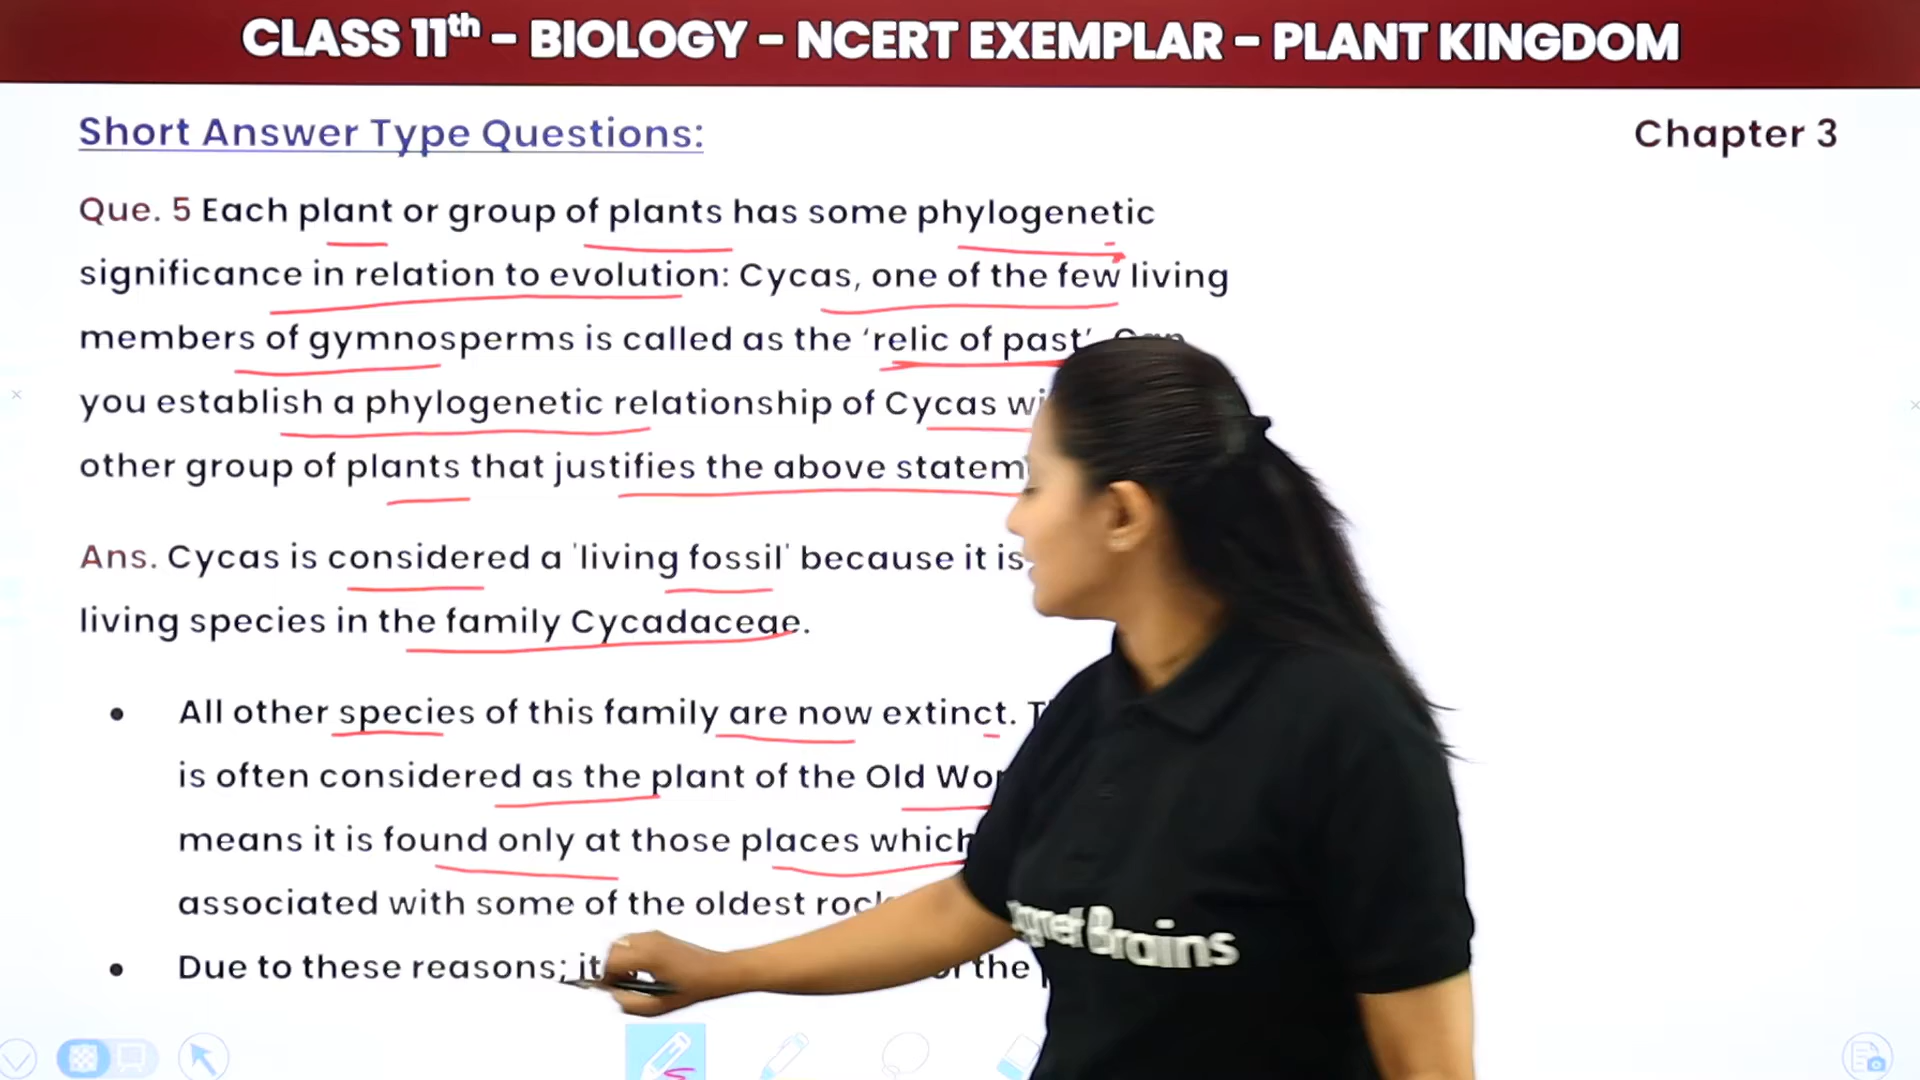 CLASS 11th – BIOLOGY – NCERT EXEMPLAR – PLANT KINGDOM
Short Answer Type Questions:
Chapter 3
Que. 5 Each plant or group of plants has some phylogenetic
significance in relation to evolution: Cycas, one of the few living
members of gymnosperms is called as the ‘relic of past’.
you establish a phylogenetic relationship of Cycas
other group of plants that justifies the above
Ans. Cycas is considered a 'living fossil' because it is
living species in the family Cycadaceae.
• All other species of this family are now extinct.
is often considered as the plant of the Old
means it is found only at those places which
associated with some of the oldest
• Due to these reasons; it the
Brains